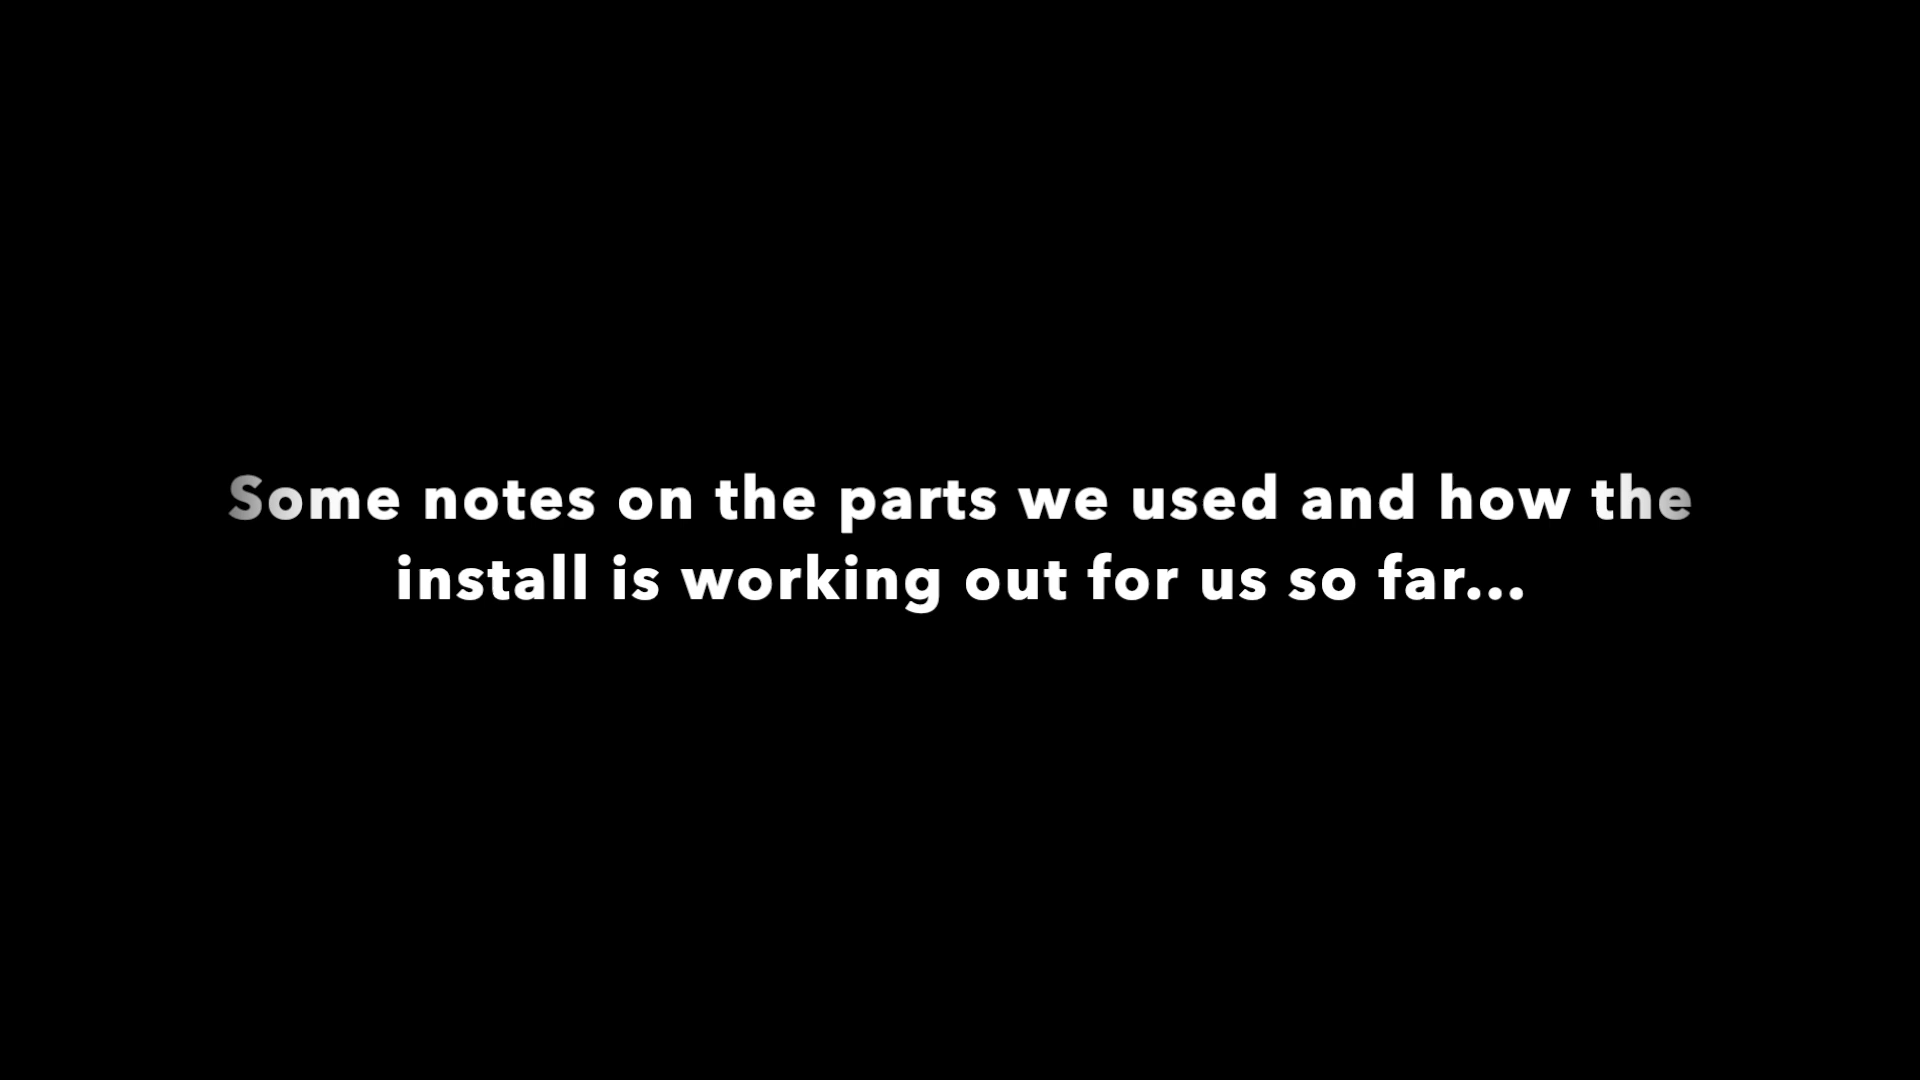 Some notes on the parts we used and how the
install is working out for us so far...